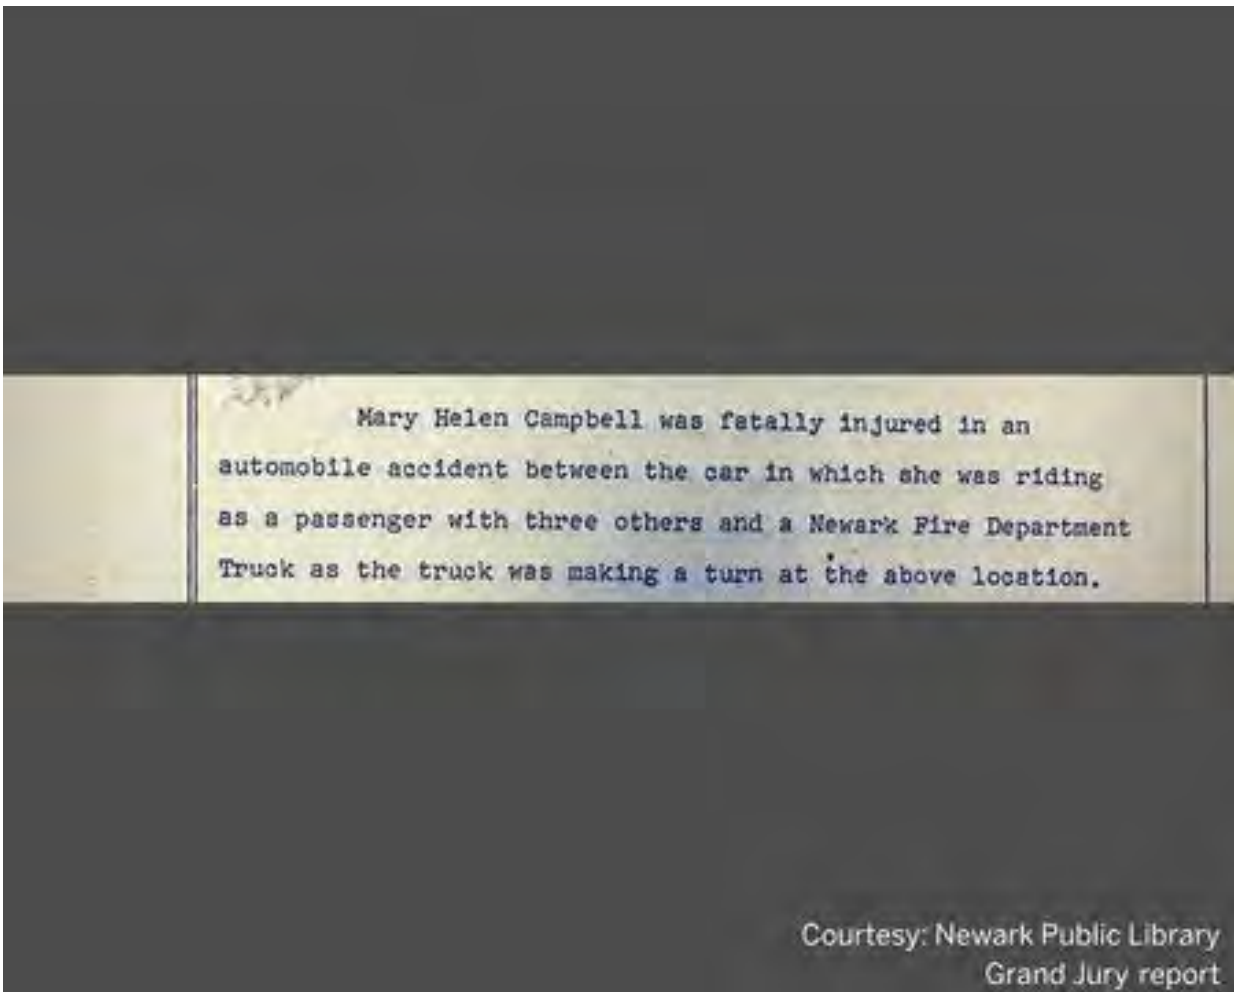 Mary Helen Campbell was fatally injured in an
automobile accident between the car in which she was riding
as a passenger with three others and a Newark Fire Department
Truck as the truck was making a turn at the above location.
Courtesy: Newark Public Library
Grand Jury report